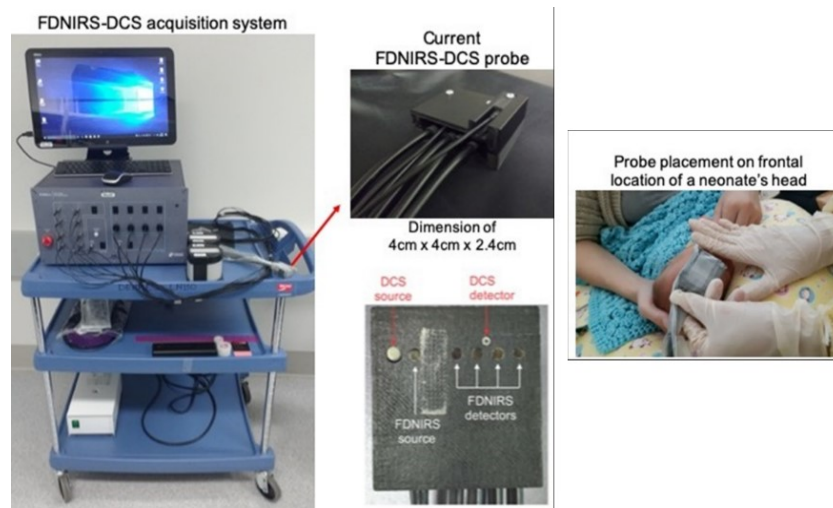 FDNIRS-DCS acquisition system
Current
FDNIRS-DCS probe
Dimension of
4cm x 4cm x 2.4cm
DCS
source
DCS
detector
FDNIRS
source
FDNIRS
detectors
Probe placement on frontal
location of a neonate's head